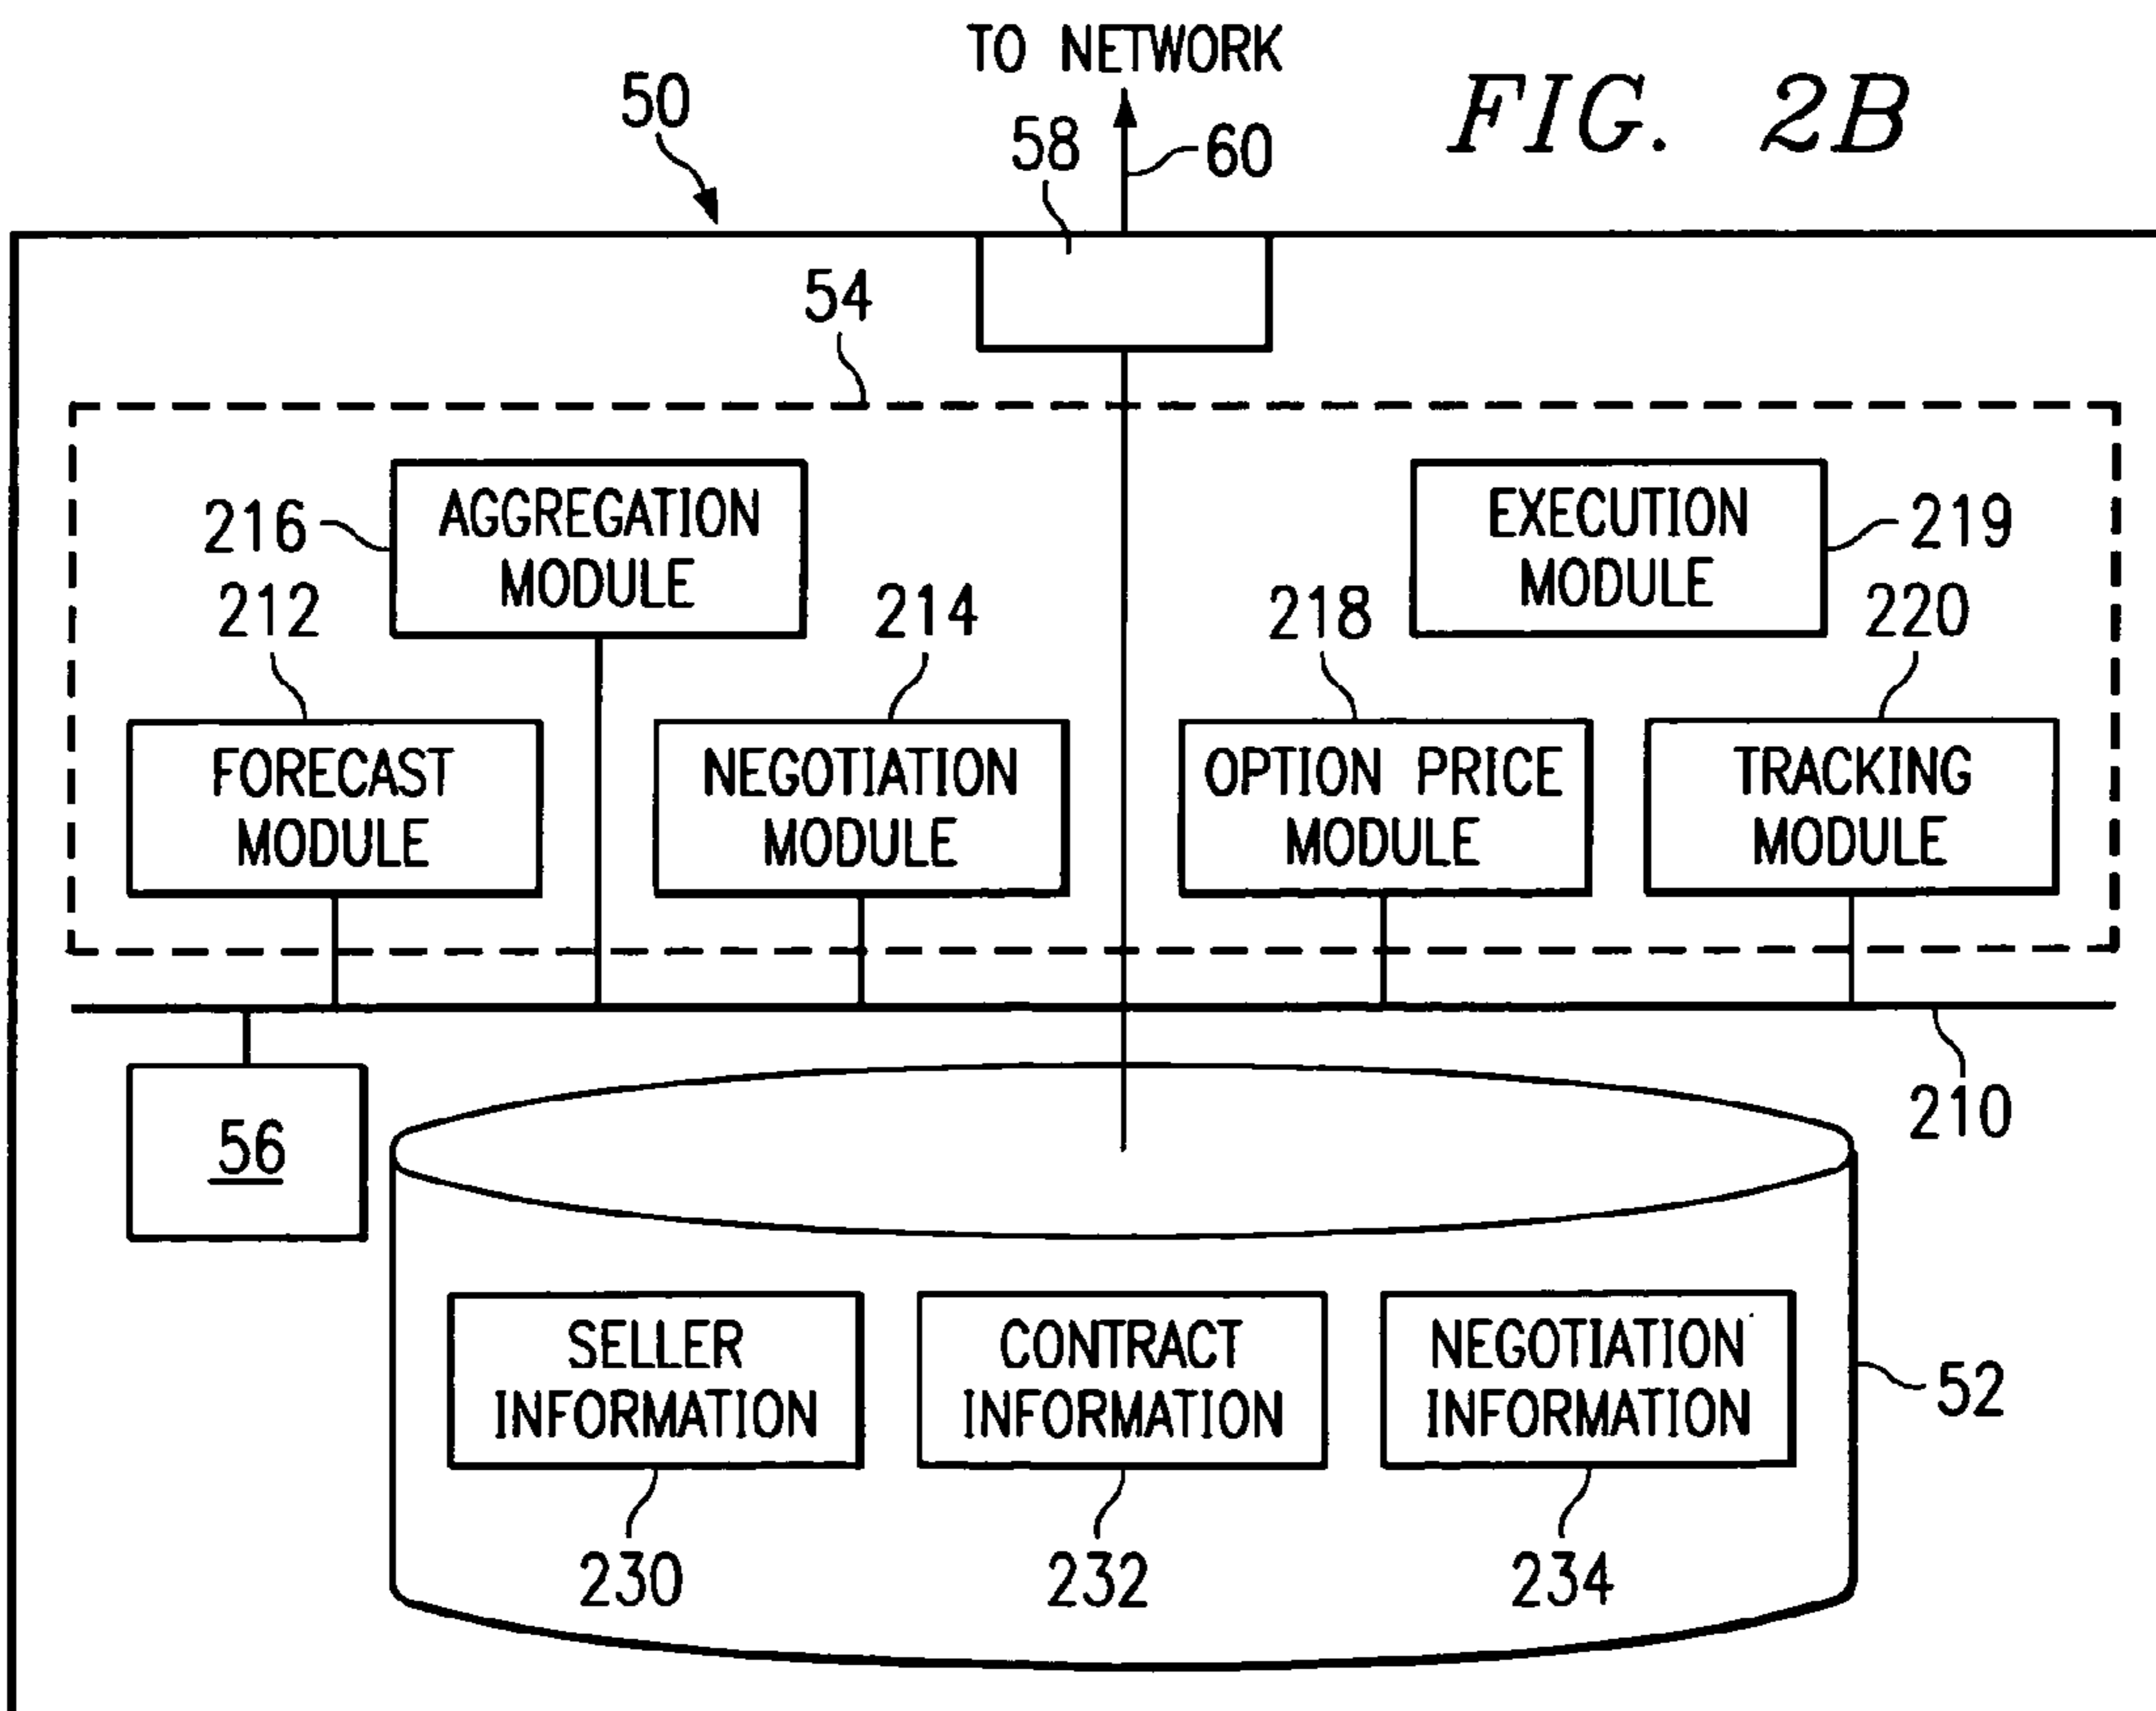 TO NETWORK
FIG. 2B
50
58
60
54
216
AGGREGATION
MODULE
EXECUTION
MODULE
219
212
214
218
220
FORECAST
MODULE
NEGOTIATION
MODULE
OPTION PRICE
MODULE
TRACKING
MODULE
210
56
SELLER
INFORMATION
CONTRACT
INFORMATION
NEGOTIATION
INFORMATION
52
230
232
234